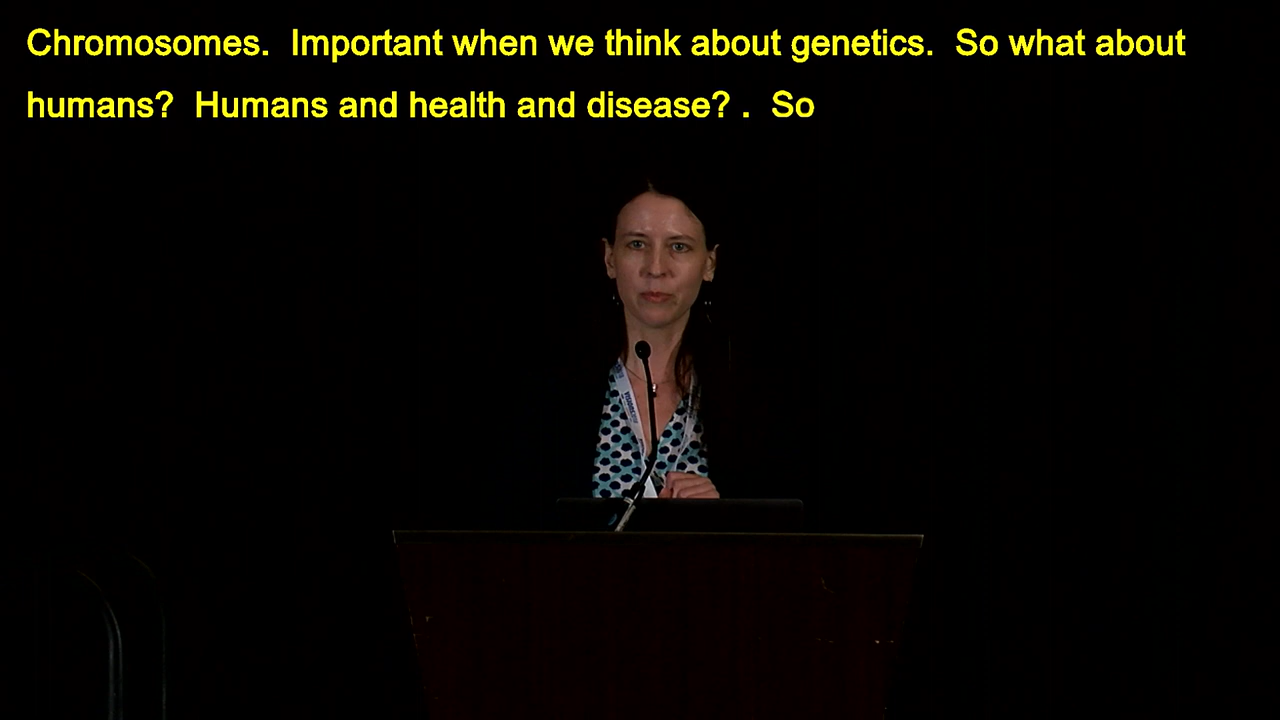 Chromosomes.  Important when we think about genetics.  So what about
humans?  Humans and health and disease? .  So